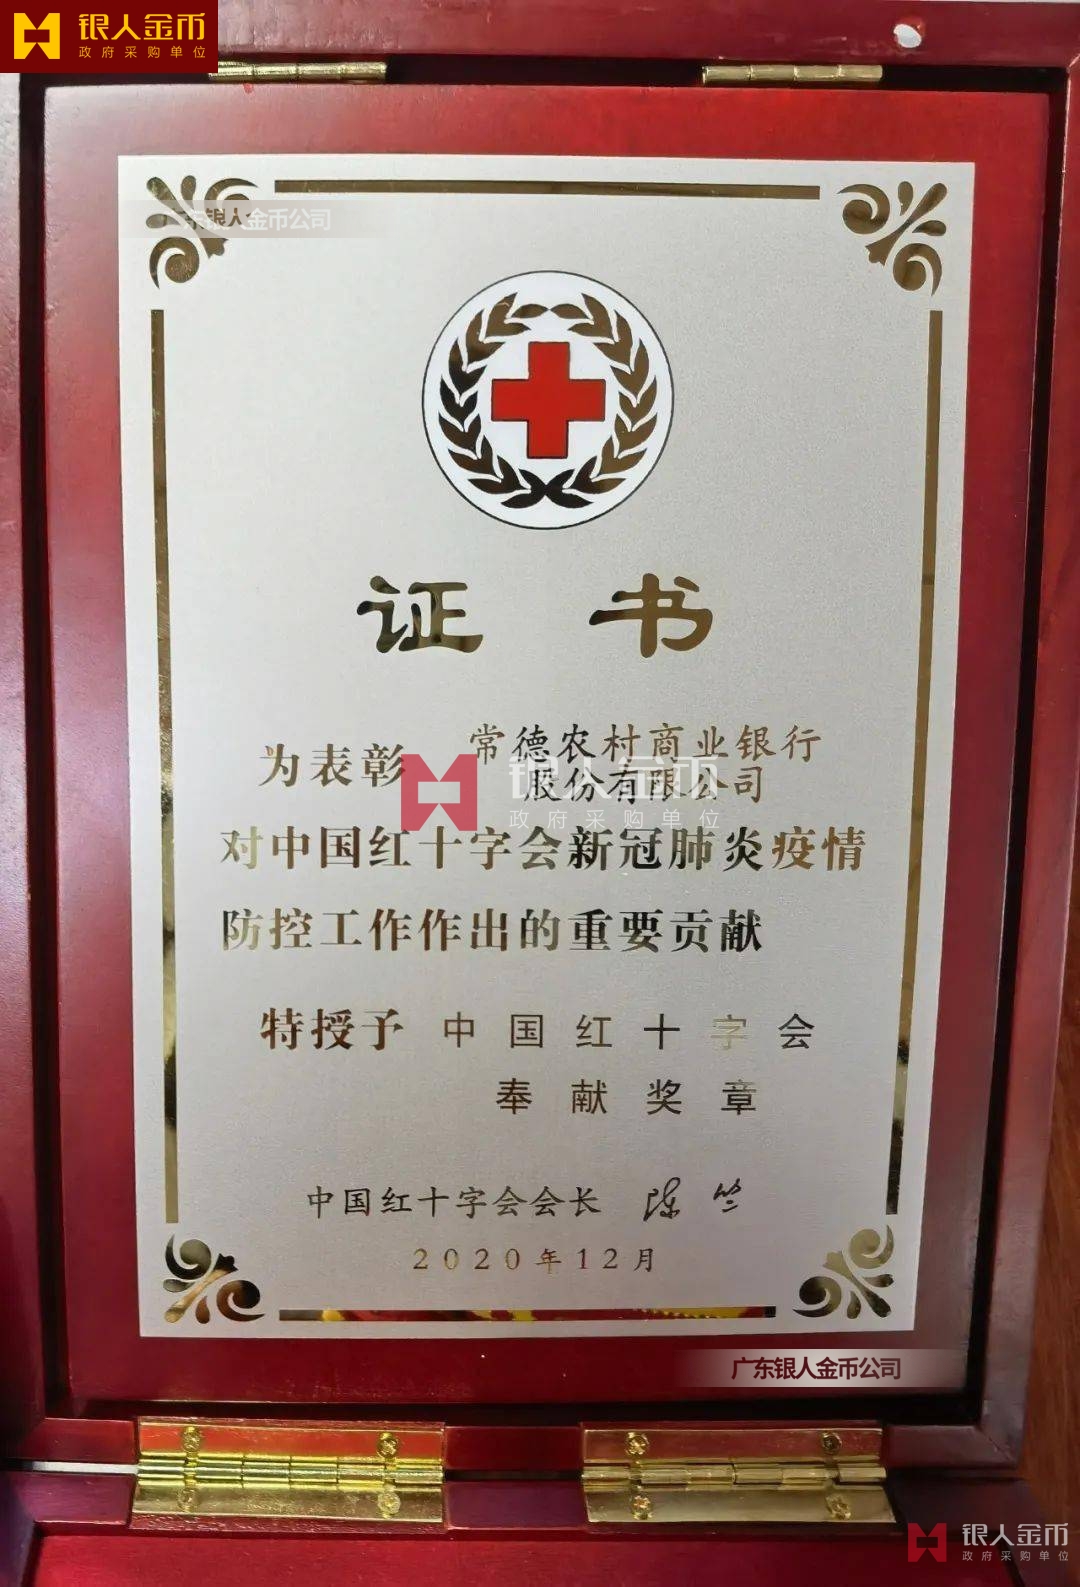 银人金币
政府采购单位
广东银人金币公司
证书
为表彰 常德农村商业银行
股份有限公司
银人金币
政府采购单位
对中国红十字会新冠肺炎疫情
防控工作作出的重要贡献
特授予 中国红十字会
奉献奖章
中国红十字会会长 陈竺
2020年12月
广东银人金币公司
银人金币
政府采购单位